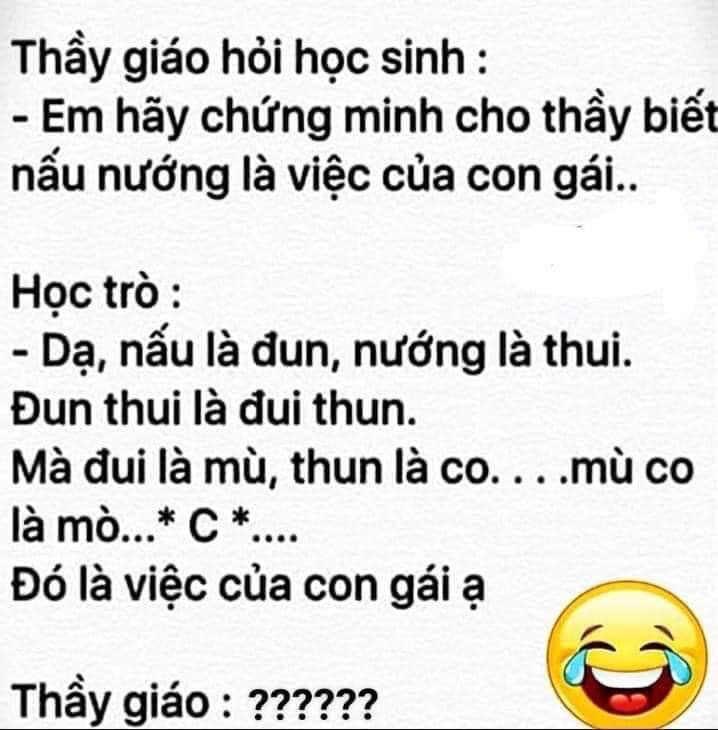 Thầy giáo hỏi học sinh :
- Em hãy chứng minh cho thầy biết
nấu nướng là việc của con gái..
Học trò :
- Dạ, nấu là đun, nướng là thui.
Đun thui là đui thun.
Mà đui là mù, thun là co. . . .mù co
là mò...* C *....
Đó là việc của con gái ạ
Thầy giáo : ??????